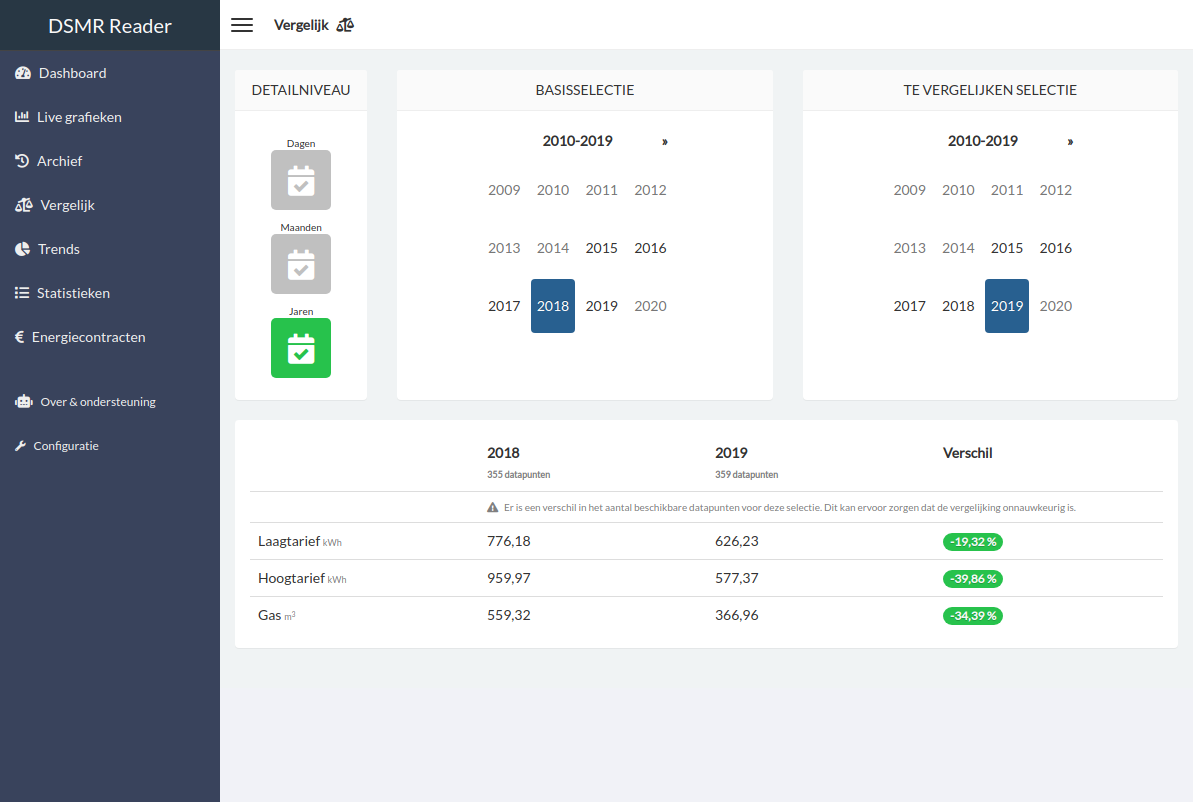 DSMR Reader
Vergelijk
Dashboard
Live grafieken
Archief
Vergelijk
Trends
Statistieken
€ Energiecontracten
Over & ondersteuning
Configuratie
DETAILNIVEAU
Dagen
Maanden
Jaren
BASISSELECTIE
2010-2019 »
2009 2010 2011 2012
2013 2014 2015 2016
2017 2018 2019 2020
TE VERGELIJKEN SELECTIE
2010-2019 »
2009 2010 2011 2012
2013 2014 2015 2016
2017 2018 2019 2020
2018 2019 Verschil
355 datapunten 359 datapunten
Er is een verschil in het aantal beschikbare datapunten voor deze selectie. Dit kan ervoor zorgen dat de vergelijking onnauwkeurig is.
Laagtarief kWh 776,18 626,23 -19,32 %
Hoogtarief kWh 959,97 577,37 -39,86 %
Gas m³ 559,32 366,96 -34,39 %